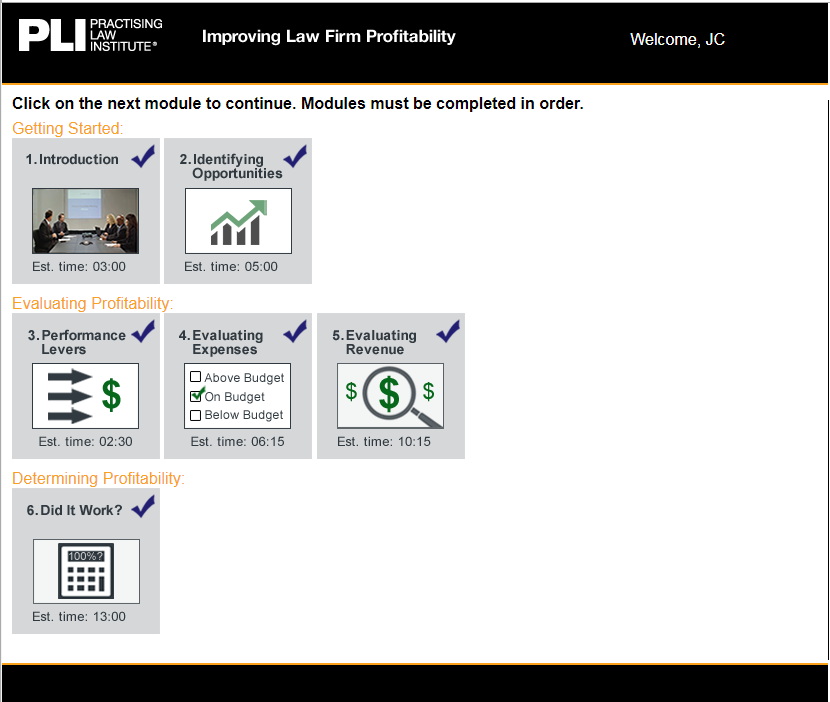 PLI PRACTISING
LAW
INSTITUTE®
Improving Law Firm Profitability
Welcome, JC
Click on the next module to continue. Modules must be completed in order.
Getting Started:
1. Introduction
Est. time: 03:00
2. Identifying
Opportunities
Est. time: 05:00
Evaluating Profitability:
3. Performance
Levers
$
Est. time: 02:30
4. Evaluating
Expenses
Above Budget
On Budget
Below Budget
Est. time: 06:15
5. Evaluating
Revenue
$ $ $
Est. time: 10:15
Determining Profitability:
6. Did It Work?
100%?
Est. time: 13:00